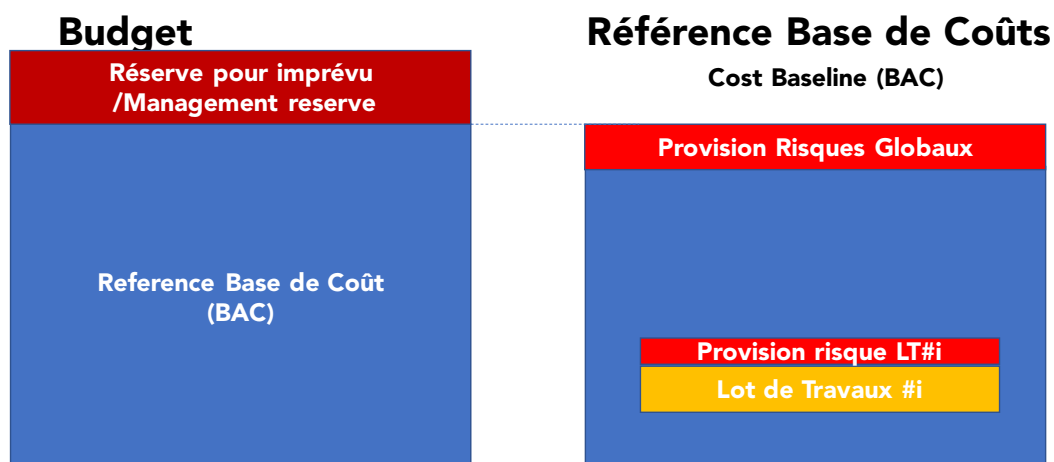 Budget
Réserve pour imprévu
/Management reserve
Reference Base de Coût
(BAC)
Référence Base de Coûts
Cost Baseline (BAC)
Provision Risques Globaux
Provision risque LT#i
Lot de Travaux #i